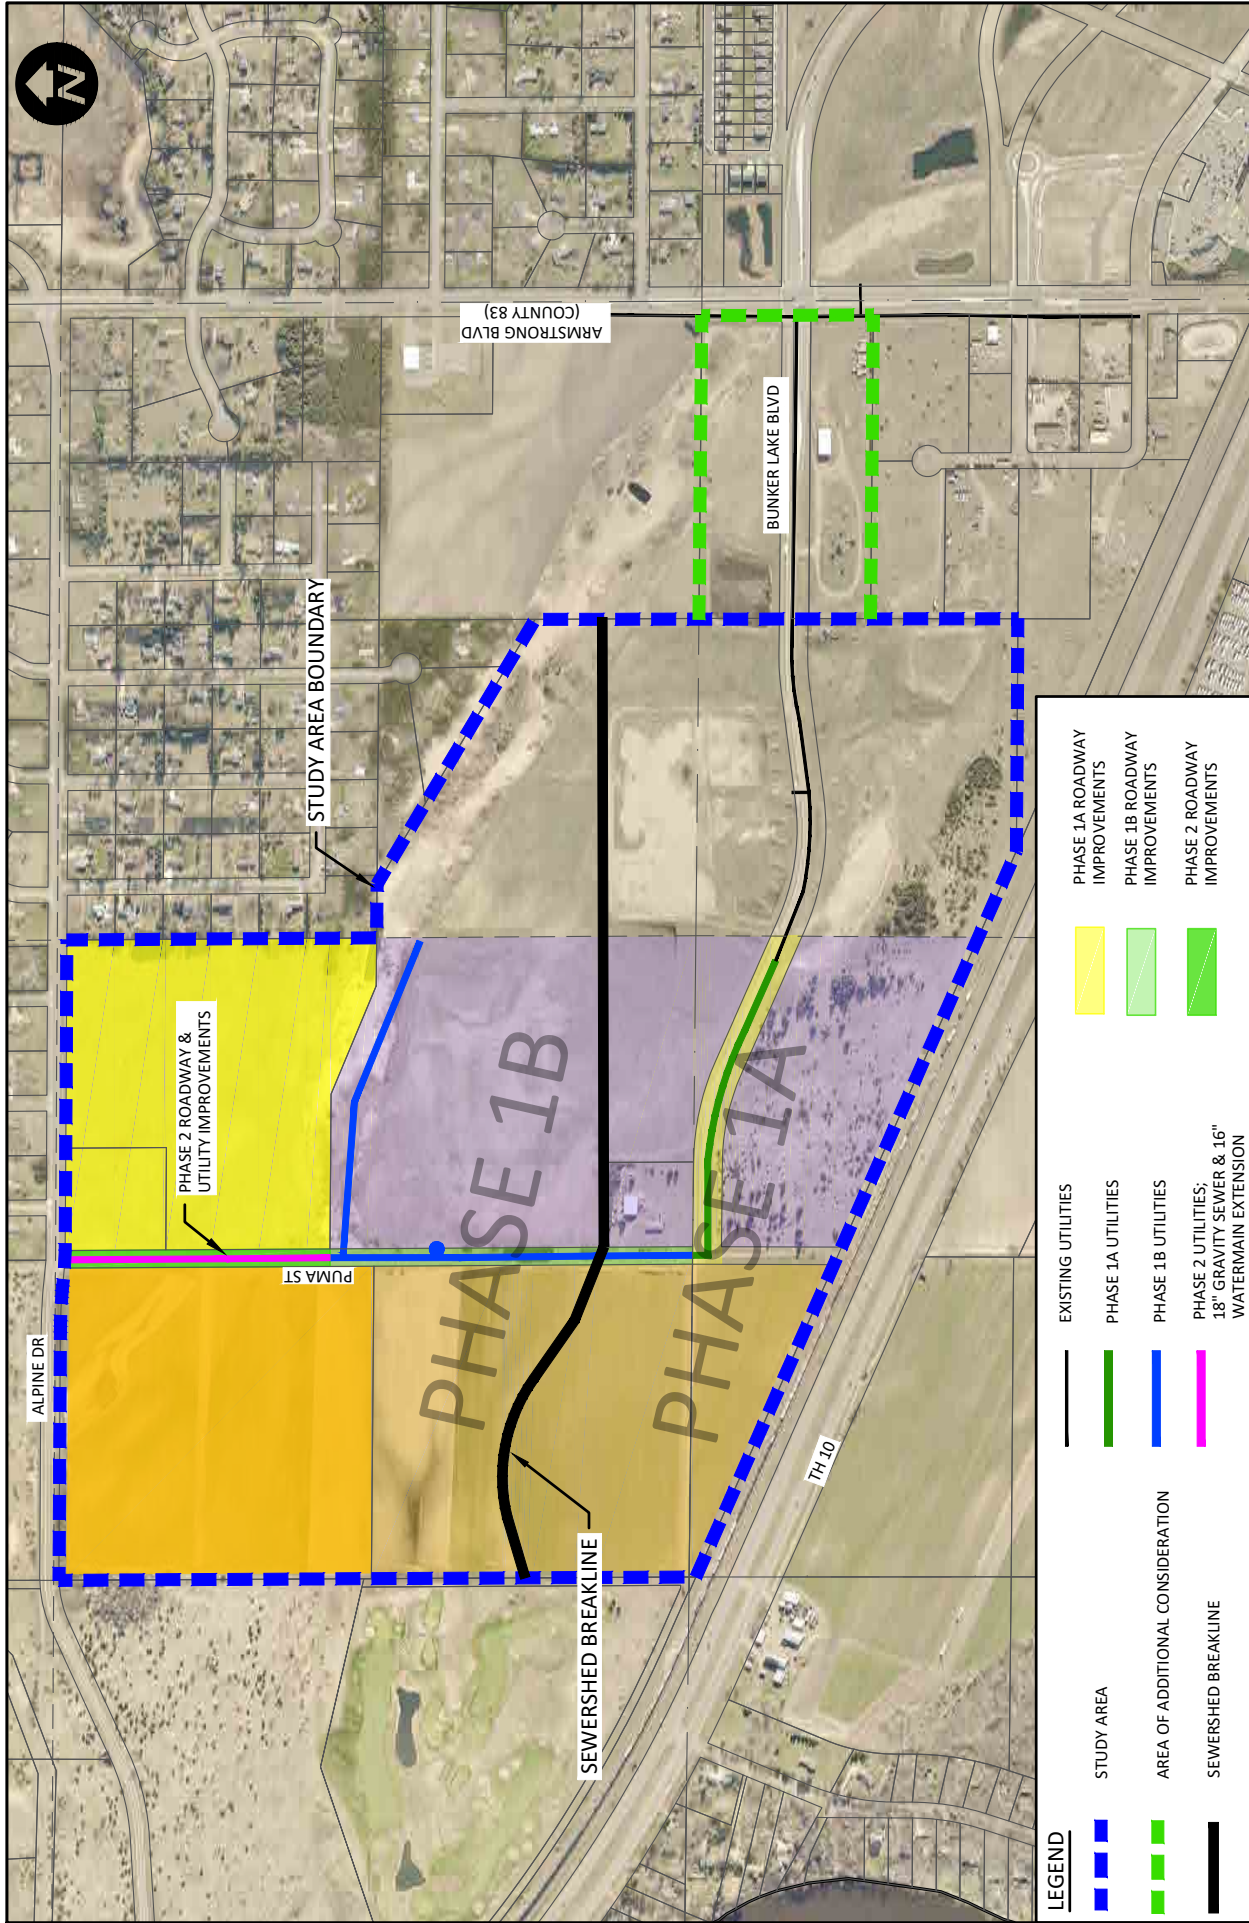 N
ALPINE DR
PHASE 2 ROADWAY &
UTILITY IMPROVEMENTS
PUMA ST
STUDY AREA BOUNDARY
ARMSTRONG BLVD
(COUNTY 83)
PHASE 1B
BUNKER LAKE BLVD
PHASE 1A
SEWERSHED BREAKLINE
TH 10
LEGEND
STUDY AREA
AREA OF ADDITIONAL CONSIDERATION
SEWERSHED BREAKLINE
EXISTING UTILITIES
PHASE 1A UTILITIES
PHASE 1B UTILITIES
PHASE 2 UTILITIES;
18" GRAVITY SEWER & 16"
WATERMAIN EXTENSION
PHASE 1A ROADWAY
IMPROVEMENTS
PHASE 1B ROADWAY
IMPROVEMENTS
PHASE 2 ROADWAY
IMPROVEMENTS